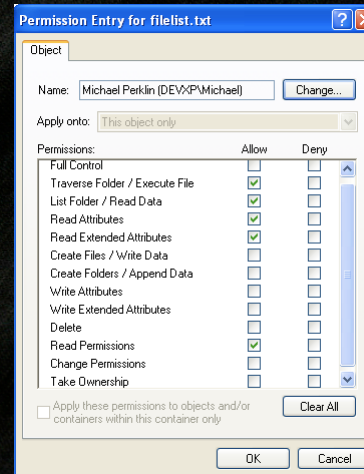 Permission Entry for filelist.txt
Object
Name: Michael Perklin (DEVXP\Michael) Change...
Apply onto: This object only
Permissions: Allow Deny
Full Control
Traverse Folder / Execute File
List Folder / Read Data
Read Attributes
Read Extended Attributes
Create Files / Write Data
Create Folders / Append Data
Write Attributes
Write Extended Attributes
Delete
Read Permissions
Change Permissions
Take Ownership
Apply these permissions to objects and/or Clear All
containers within this container only
OK Cancel